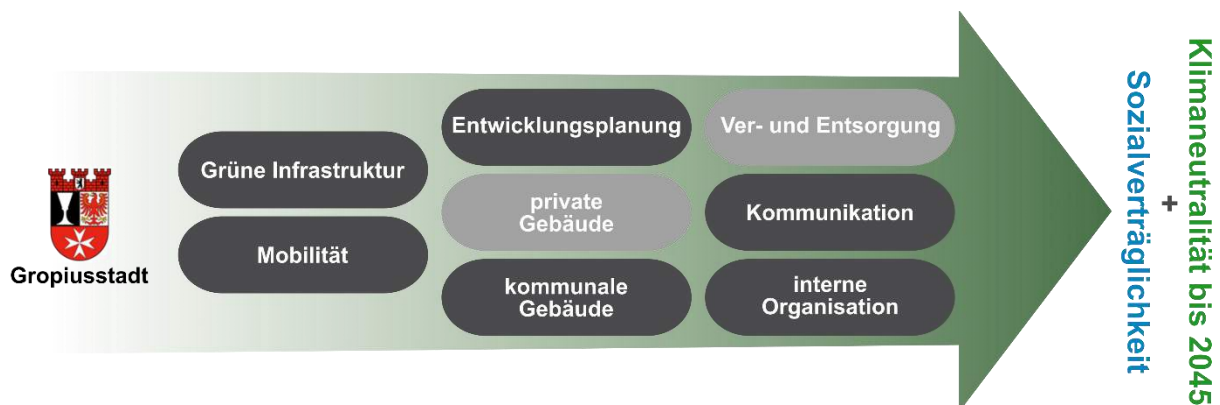 Gropiusstadt
Grüne Infrastruktur
Mobilität
Entwicklungsplanung
private
Gebäude
kommunale
Gebäude
Ver- und Entsorgung
Kommunikation
interne
Organisation
Sozialverträglichkeit
+
Klimaneutralität bis 2045